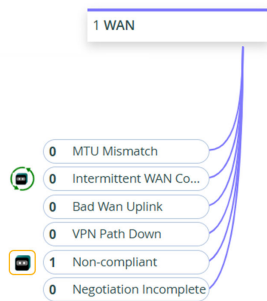 1 WAN
0 MTU Mismatch
0 Intermittent WAN Co...
0 Bad Wan Uplink
0 VPN Path Down
1 Non-compliant
0 Negotiation Incomplete